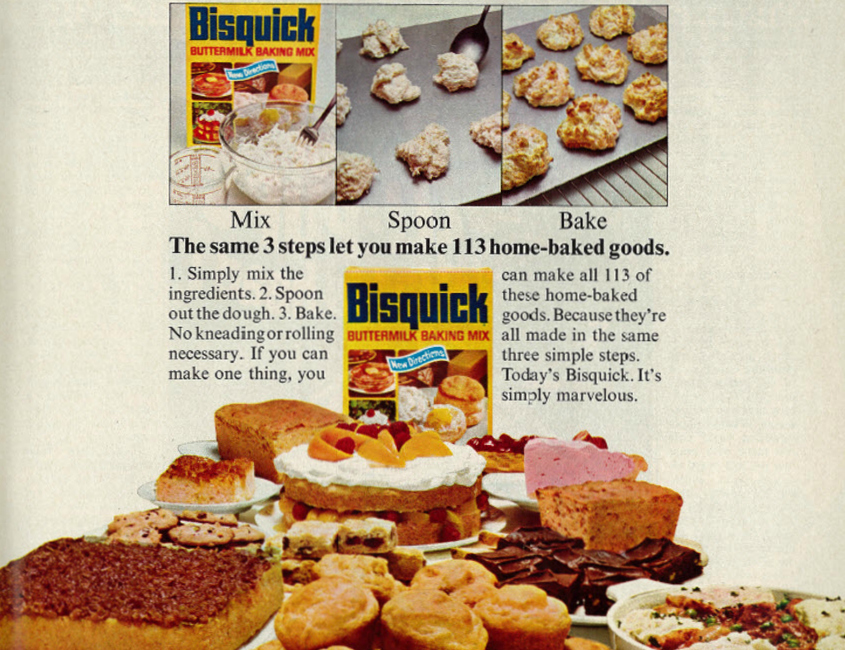 Bisquick
BUTTERMILK BAKING MIX
New Directions
Mix
Spoon
Bake
The same 3 steps let you make 113 home-baked goods.
1. Simply mix the
ingredients. 2. Spoon
out the dough. 3. Bake.
No kneading or rolling
necessary. If you can
make one thing, you
Bisquick
BUTTERMILK BAKING MIX
New Directions
can make all 113 of
these home-baked
goods. Because they're
all made in the same
three simple steps.
Today's Bisquick. It's
simply marvelous.